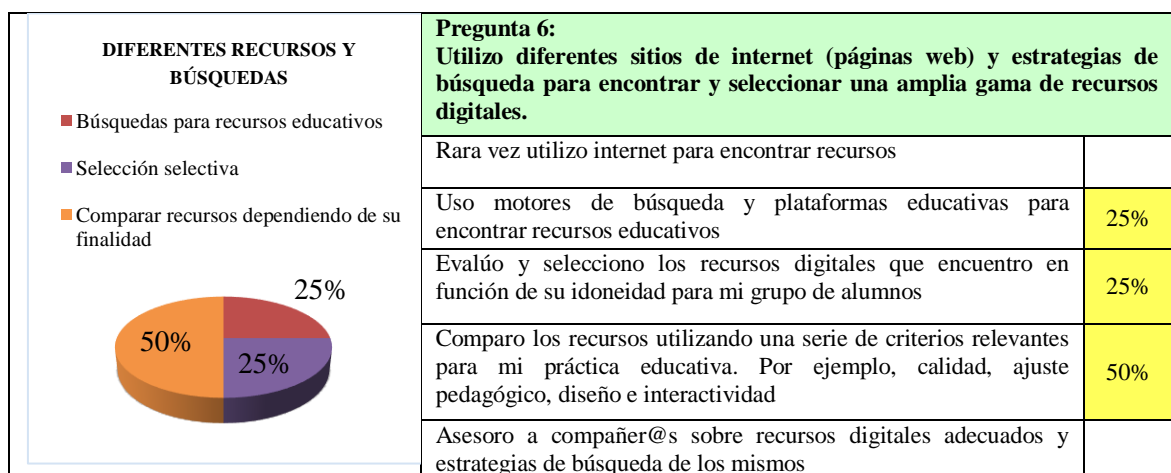 DIFERENTES RECURSOS Y
BÚSQUEDAS
Búsquedas para recursos educativos
Selección selectiva
Comparar recursos dependiendo de su
finalidad
25%
50%
25%
Pregunta 6:
Utilizo diferentes sitios de internet (páginas web) y estrategias de
búsqueda para encontrar y seleccionar una amplia gama de recursos
digitales.
Rara vez utilizo internet para encontrar recursos
Uso motores de búsqueda y plataformas educativas para
encontrar recursos educativos
25%
Evalúo y selecciono los recursos digitales que encuentro en
función de su idoneidad para mi grupo de alumnos
25%
Comparo los recursos utilizando una serie de criterios relevantes
para mi práctica educativa. Por ejemplo, calidad, ajuste
pedagógico, diseño e interactividad
50%
Asesoro a compañer@s sobre recursos digitales adecuados y
estrategias de búsqueda de los mismos